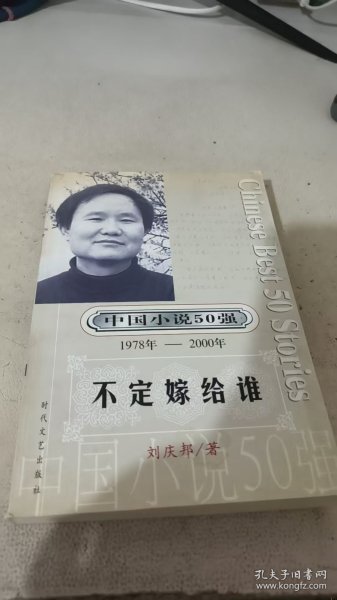 Chinese Best 50 Stories
中国小说50强
1978年 — 2000年
不定嫁给谁
刘庆邦/著
时代文艺出版社
中国小说50强
孔夫子旧书网
www.kongfz.com